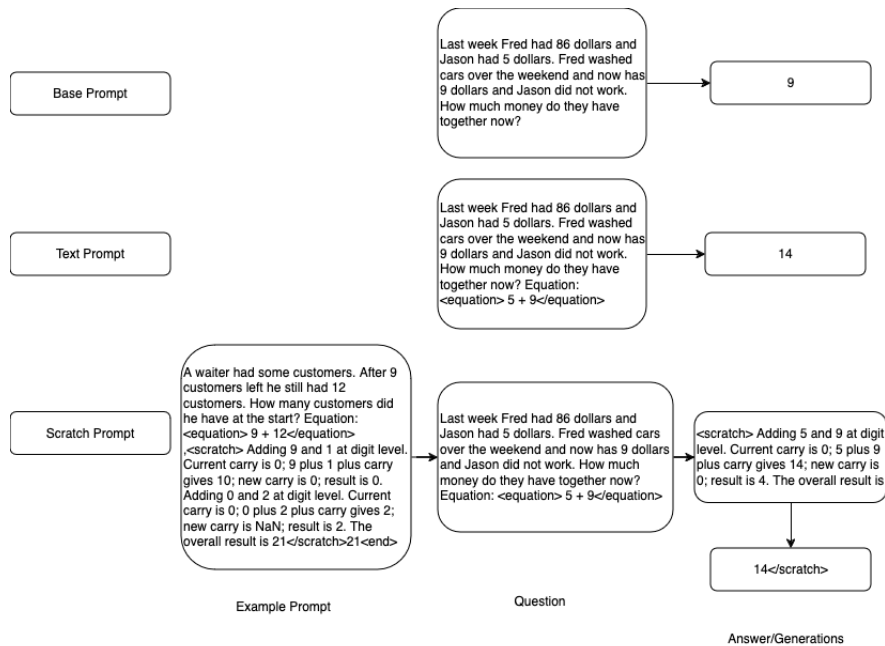 Base Prompt
Last week Fred had 86 dollars and
Jason had 5 dollars. Fred washed
cars over the weekend and now has
9 dollars and Jason did not work.
How much money do they have
together now?
9
Text Prompt
Last week Fred had 86 dollars and
Jason had 5 dollars. Fred washed
cars over the weekend and now has
9 dollars and Jason did not work.
How much money do they have
together now? Equation:
<equation> 5 + 9</equation>
14
Scratch Prompt
A waiter had some customers. After 9
customers left he still had 12
customers. How many customers did
he have at the start? Equation:
<equation> 9 + 12</equation>
,<scratch> Adding 9 and 1 at digit level.
Current carry is 0; 9 plus 1 plus carry
gives 10; new carry is 0; result is 0.
Adding 0 and 2 at digit level. Current
carry is 0; 0 plus 2 plus carry gives 2;
new carry is NaN; result is 2. The
overall result is 21</scratch>21<end>
Last week Fred had 86 dollars and
Jason had 5 dollars. Fred washed cars
over the weekend and now has 9 dollars
and Jason did not work. How much
money do they have together now?
Equation: <equation> 5 + 9</equation>
<scratch> Adding 5 and 9 at digit
level. Current carry is 0; 5 plus 9
plus carry gives 14; new carry is
0; result is 4. The overall result is
14</scratch>
Example Prompt
Question
Answer/Generations